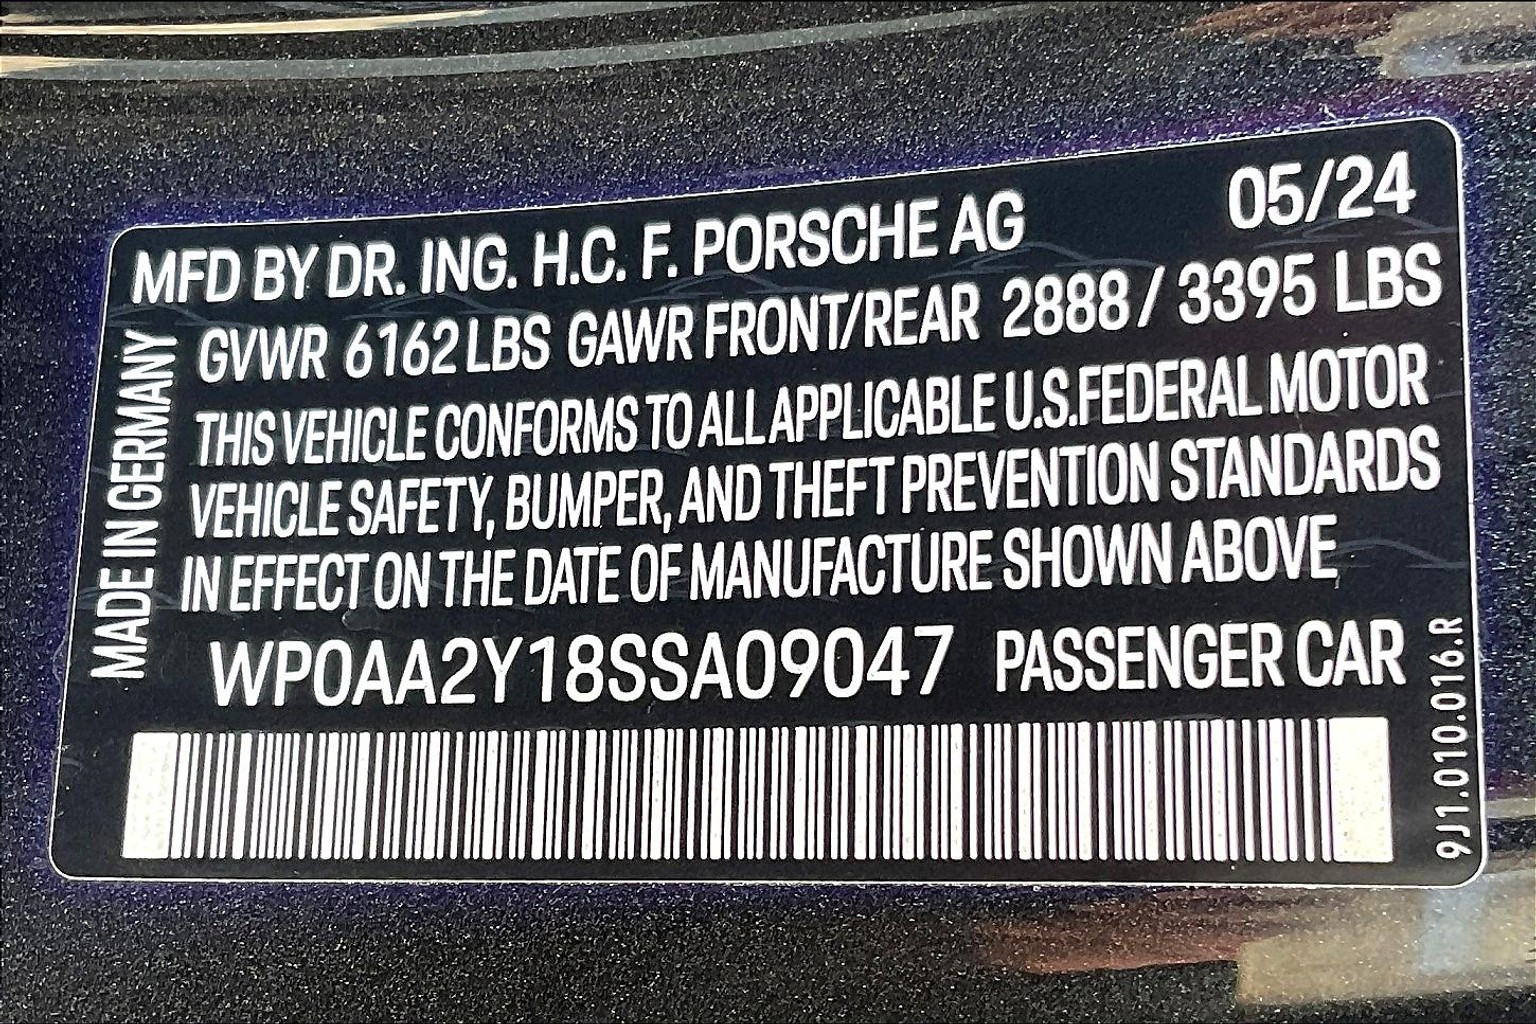 MFD BY DR. ING. H.C. F. PORSCHE AG 05/24
GVWR 6162 LBS GAWR FRONT/REAR 2888 / 3395 LBS
THIS VEHICLE CONFORMS TO ALL APPLICABLE U.S.FEDERAL MOTOR
VEHICLE SAFETY, BUMPER, AND THEFT PREVENTION STANDARDS
IN EFFECT ON THE DATE OF MANUFACTURE SHOWN ABOVE
WP0AA2Y18SSA09047 PASSENGER CAR
MADE IN GERMANY
9J1.010.016.R